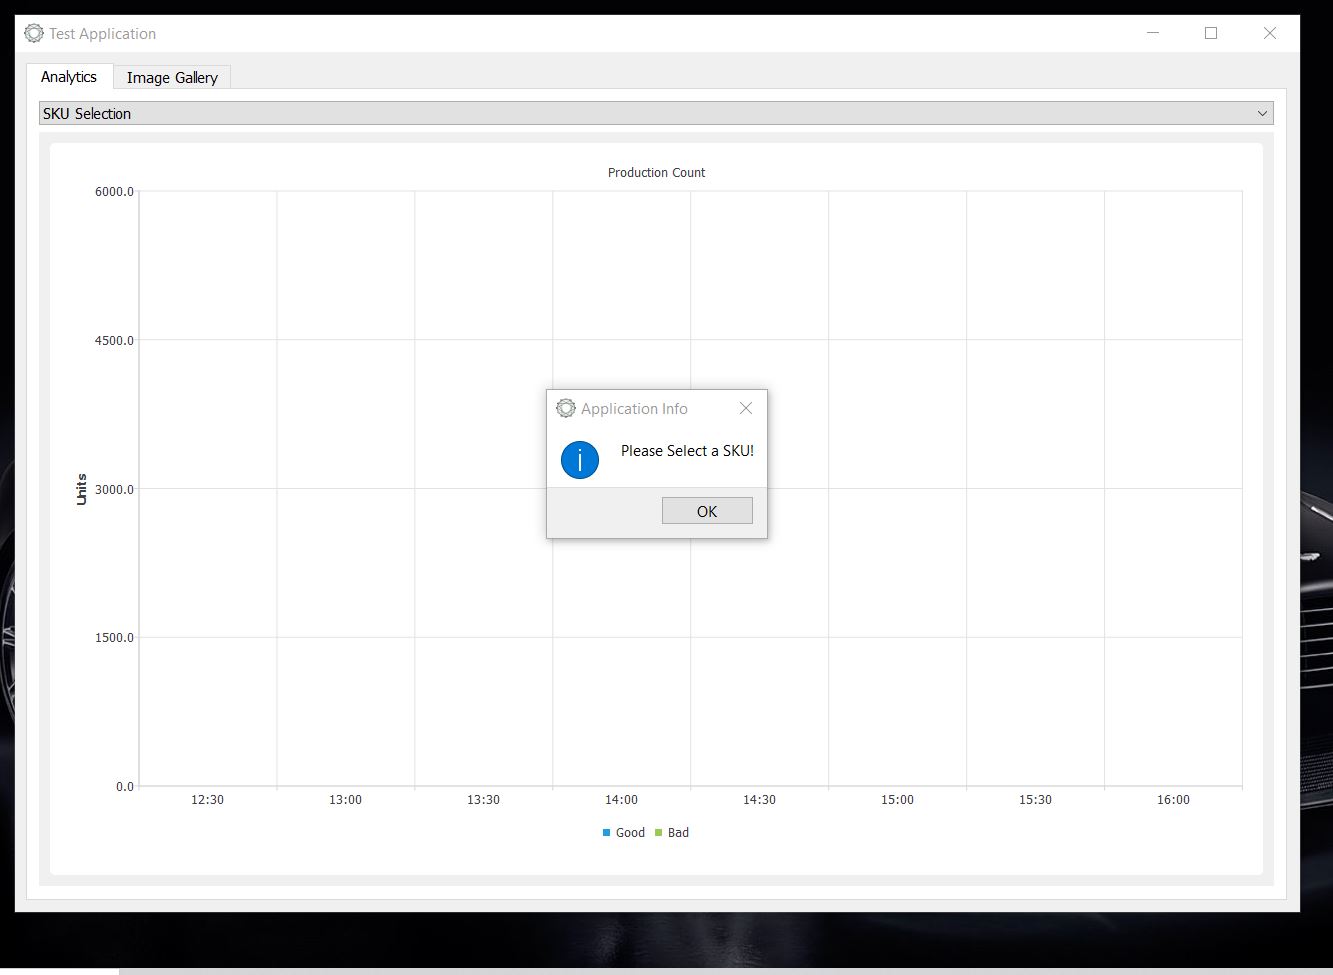 Test Application
Analytics
Image Gallery
SKU Selection
Production Count
6000.0
4500.0
3000.0
1500.0
0.0
Units
Application Info
Please Select a SKU!
OK
12:30 13:00 13:30 14:00 14:30 15:00 15:30 16:00
Good Bad